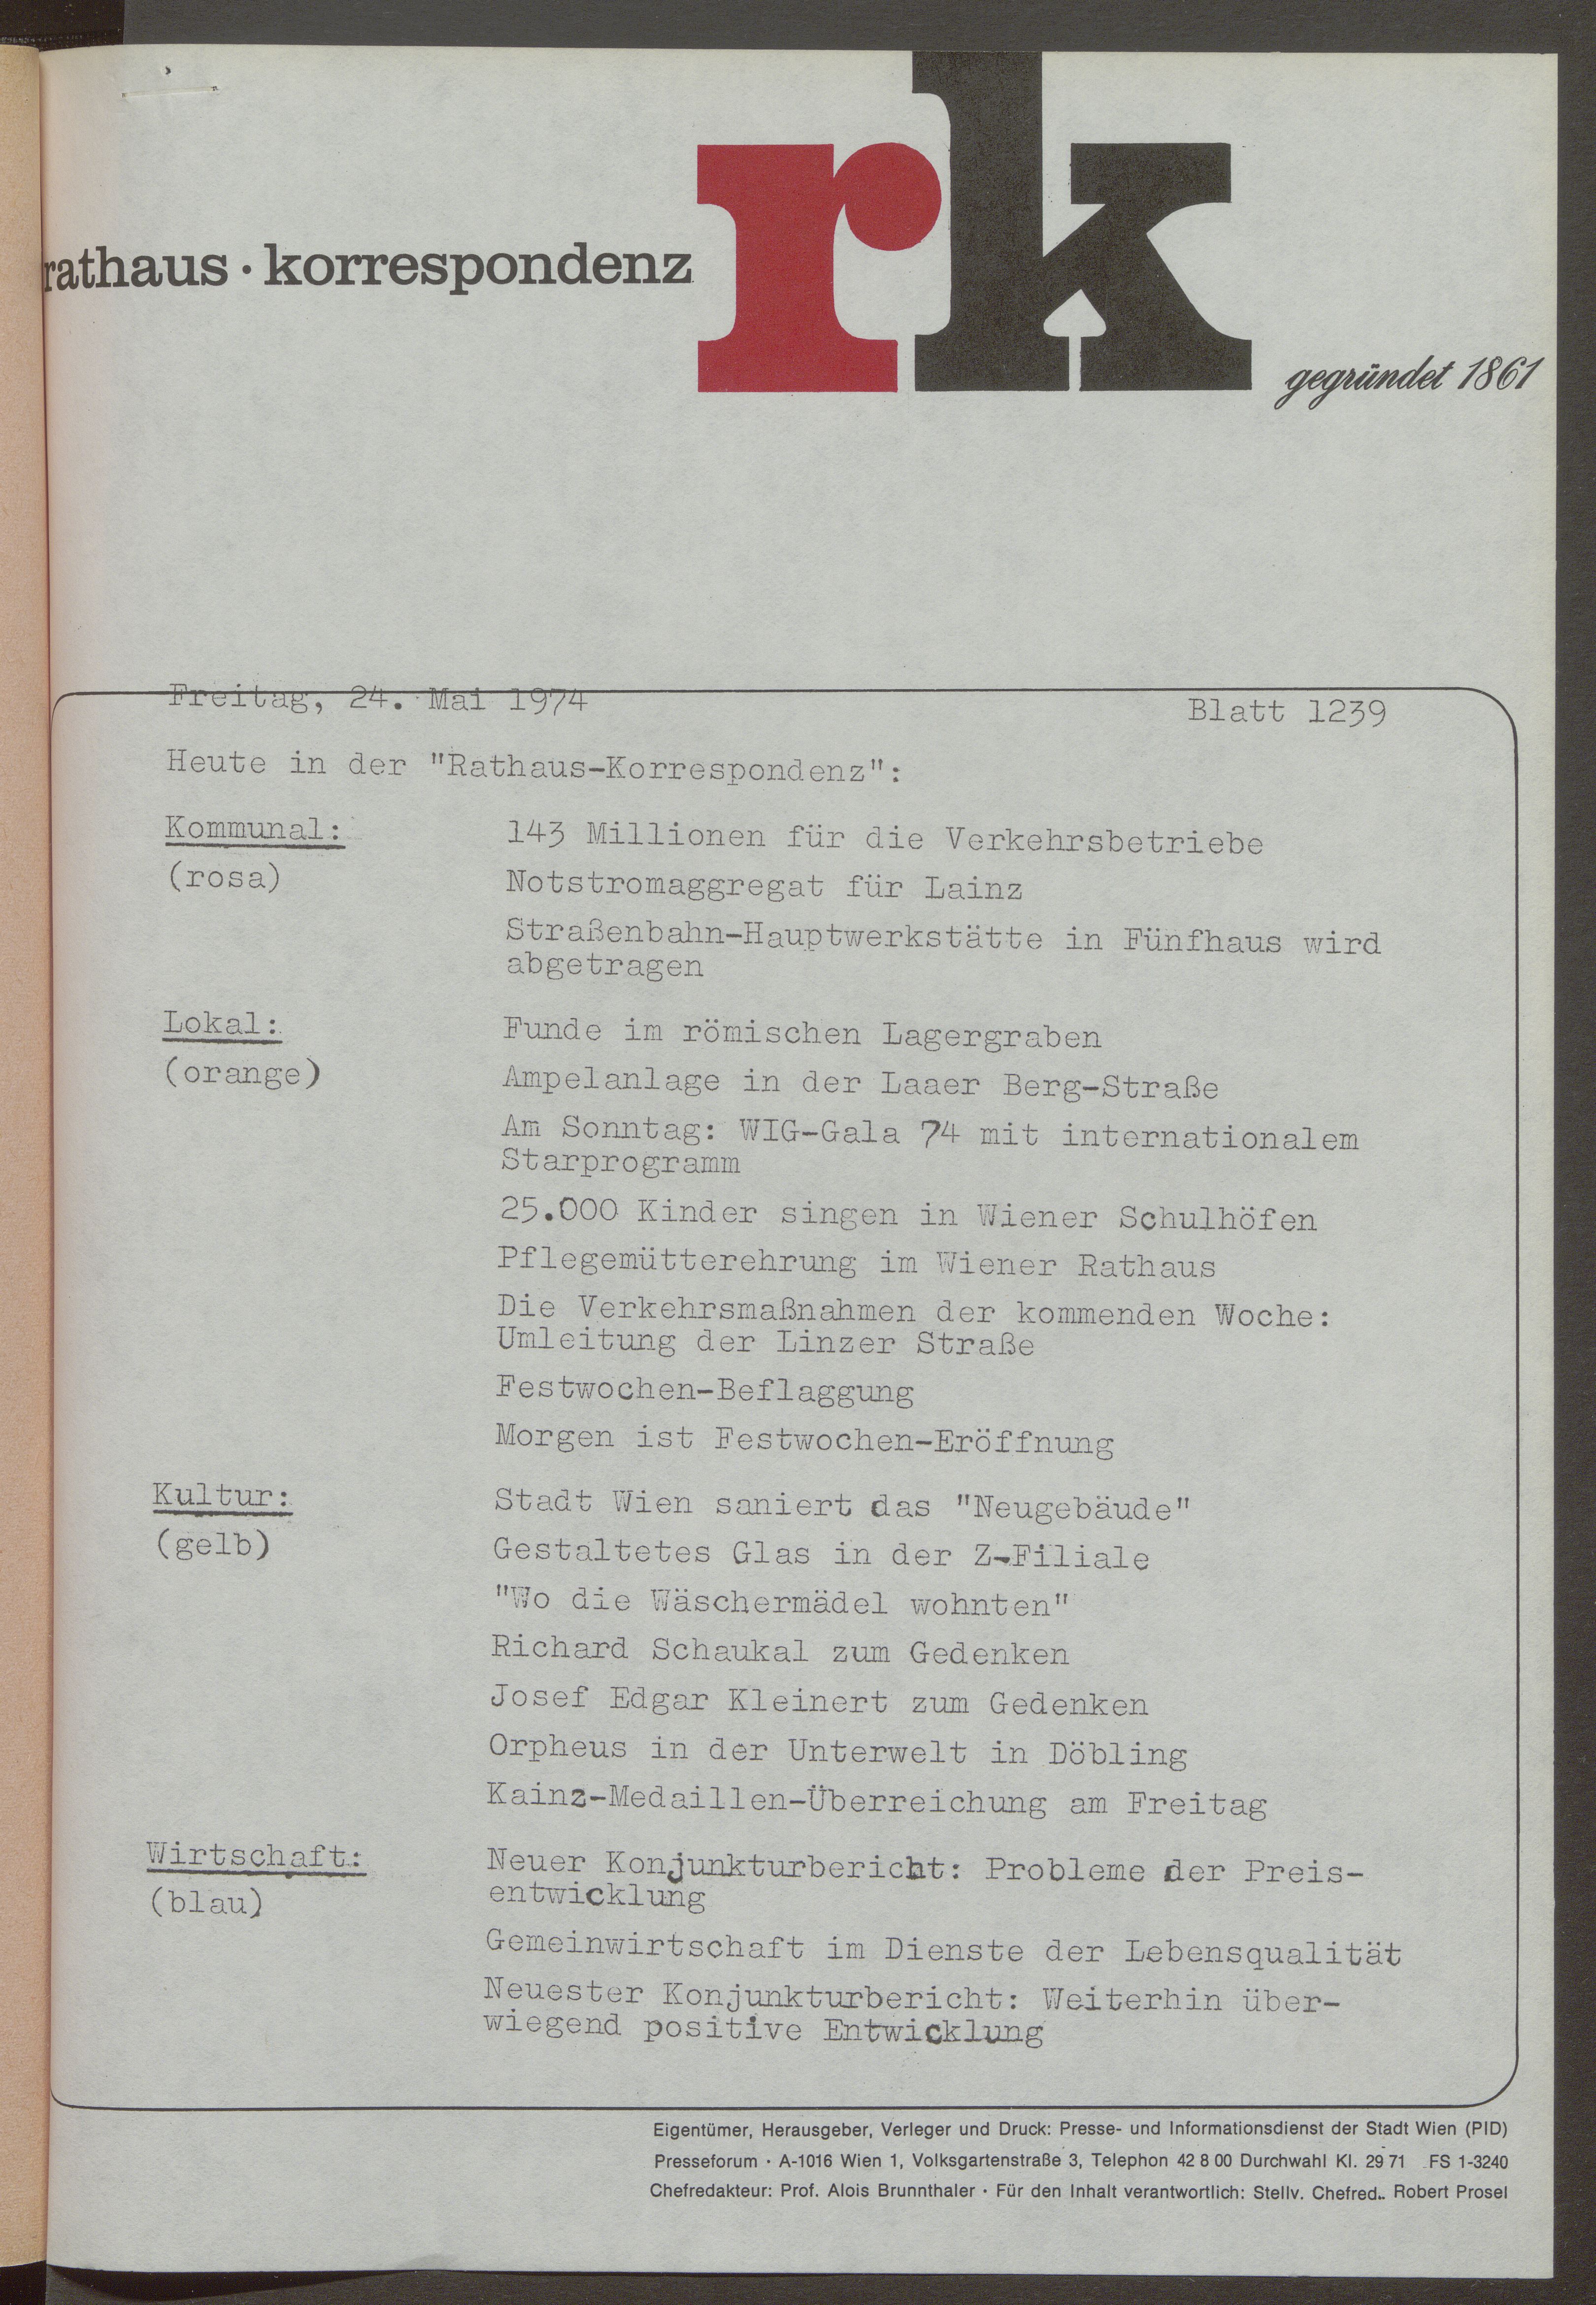 rk
rathaus · korrespondenz
gegründet 1861
Freitag, 24. Mai 1974 Blatt 1239
Heute in der "Rathaus-Korrespondenz":
Kommunal: 143 Millionen für die Verkehrsbetriebe
(rosa) Notstromaggregat für Lainz
Straßenbahn-Hauptwerkstätte in Fünfhaus wird
abgetragen
Lokal: Funde im römischen Lagergraben
(orange) Ampelanlage in der Laaer Berg-Straße
Am Sonntag: WIG-Gala 74 mit internationalem
Starprogramm
25.000 Kinder singen in Wiener Schulhöfen
Pflegemütterehrung im Wiener Rathaus
Die Verkehrsmaßnahmen der kommenden Woche:
Umleitung der Linzer Straße
Festwochen-Beflaggung
Morgen ist Festwochen-Eröffnung
Kultur: Stadt Wien saniert das "Neugebäude"
(gelb) Gestaltetes Glas in der Z-Filiale
"Wo die Wäschermädel wohnten"
Richard Schaukal zum Gedenken
Josef Edgar Kleinert zum Gedenken
Orpheus in der Unterwelt in Döbling
Kainz-Medaillen-Überreichung am Freitag
Wirtschaft: Neuer Konjunkturbericht: Probleme der Preis-
(blau) entwicklung
Gemeinwirtschaft im Dienste der Lebensqualität
Neuester Konjunkturbericht: Weiterhin über-
wiegend positive Entwicklung
Eigentümer, Herausgeber, Verleger und Druck: Presse- und Informationsdienst der Stadt Wien (PID)
Presseforum · A-1016 Wien 1, Volksgartenstraße 3, Telephon 42 8 00 Durchwahl Kl. 29 71 FS 1-3240
Chefredakteur: Prof. Alois Brunnthaler · Für den Inhalt verantwortlich: Stellv. Chefred.. Robert Prosel